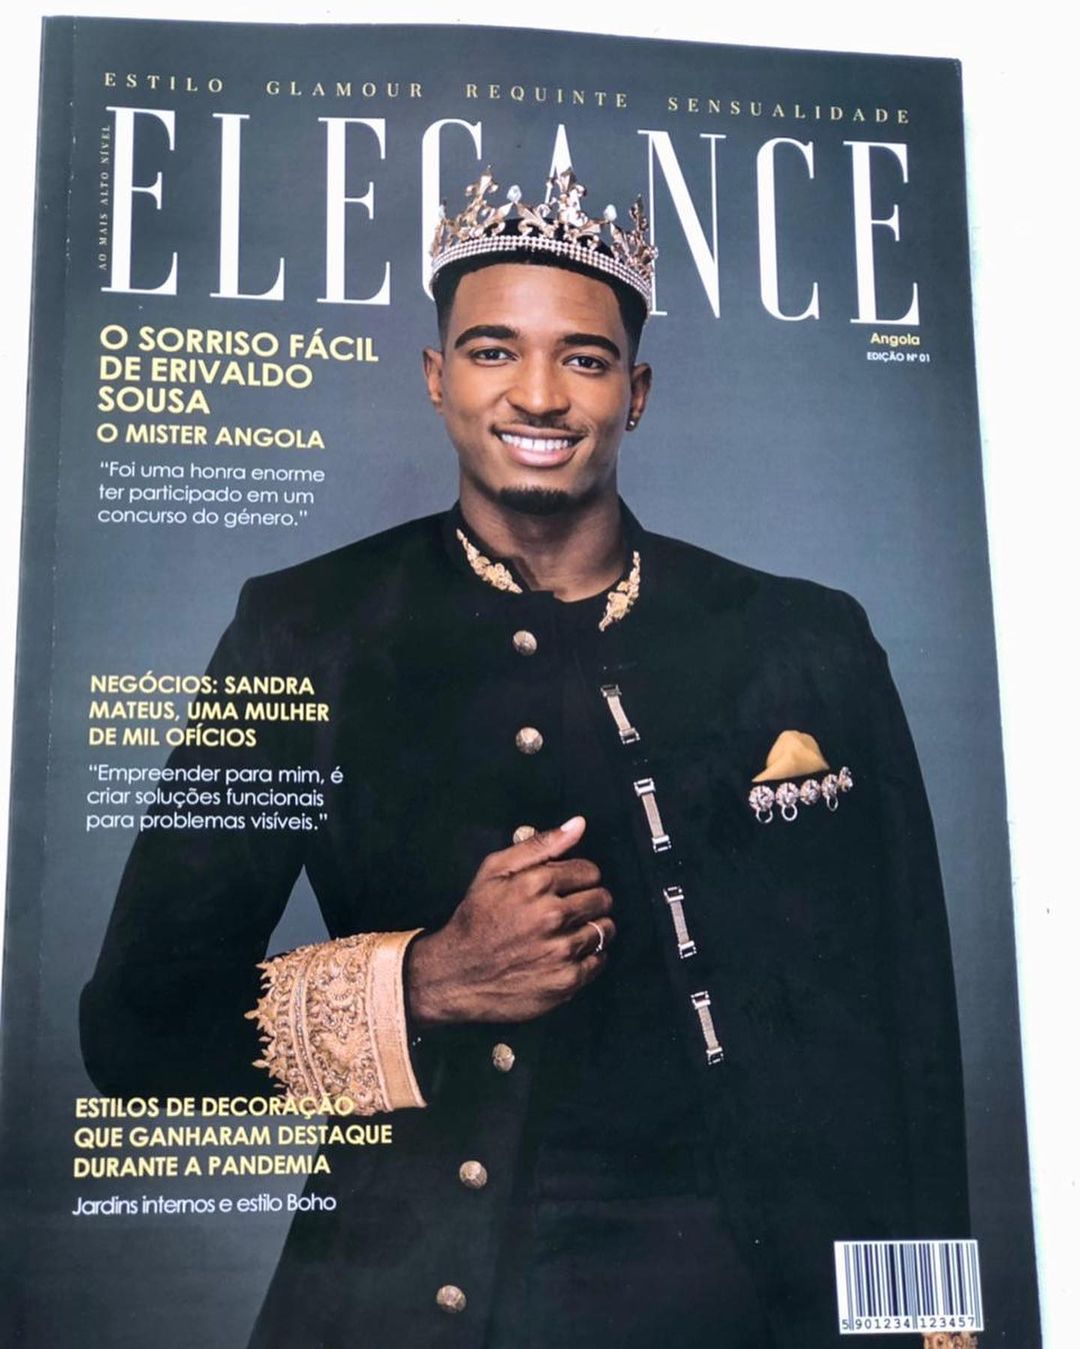 ESTILO GLAMOUR REQUINTE SENSUALIDADE
AO MAIS ALTO NÍVEL
ELEGANCE
Angola
EDIÇÃO Nº 01
O SORRISO FÁCIL
DE ERIVALDO
SOUSA
O MISTER ANGOLA
“Foi uma honra enorme
ter participado em um
concurso do género.”
NEGÓCIOS: SANDRA
MATEUS, UMA MULHER
DE MIL OFÍCIOS
“Empreender para mim, é
criar soluções funcionais
para problemas visíveis.”
ESTILOS DE DECORAÇÃO
QUE GANHARAM DESTAQUE
DURANTE A PANDEMIA
Jardins internos e estilo Boho
5 901234 123457